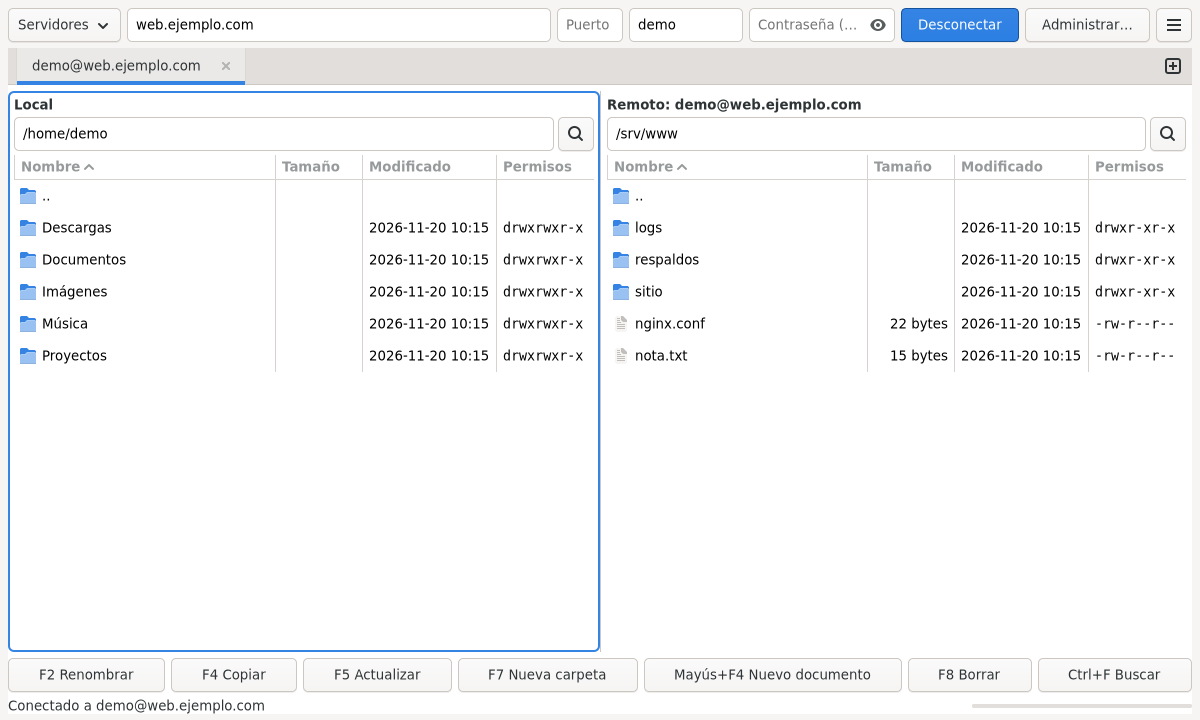 Servidores web.ejemplo.com Puerto demo Contraseña (... Desconectar Administrar...
demo@web.ejemplo.com
Local
/home/demo
Nombre Tamaño Modificado Permisos
..
Descargas 2026-11-20 10:15 drwxrwxr-x
Documentos 2026-11-20 10:15 drwxrwxr-x
Imágenes 2026-11-20 10:15 drwxrwxr-x
Música 2026-11-20 10:15 drwxrwxr-x
Proyectos 2026-11-20 10:15 drwxrwxr-x
Remoto: demo@web.ejemplo.com
/srv/www
Nombre Tamaño Modificado Permisos
..
logs 2026-11-20 10:15 drwxr-xr-x
respaldos 2026-11-20 10:15 drwxr-xr-x
sitio 2026-11-20 10:15 drwxr-xr-x
nginx.conf 22 bytes 2026-11-20 10:15 -rw-r--r--
nota.txt 15 bytes 2026-11-20 10:15 -rw-r--r--
F2 Renombrar F4 Copiar F5 Actualizar F7 Nueva carpeta Mayús+F4 Nuevo documento F8 Borrar Ctrl+F Buscar
Conectado a demo@web.ejemplo.com